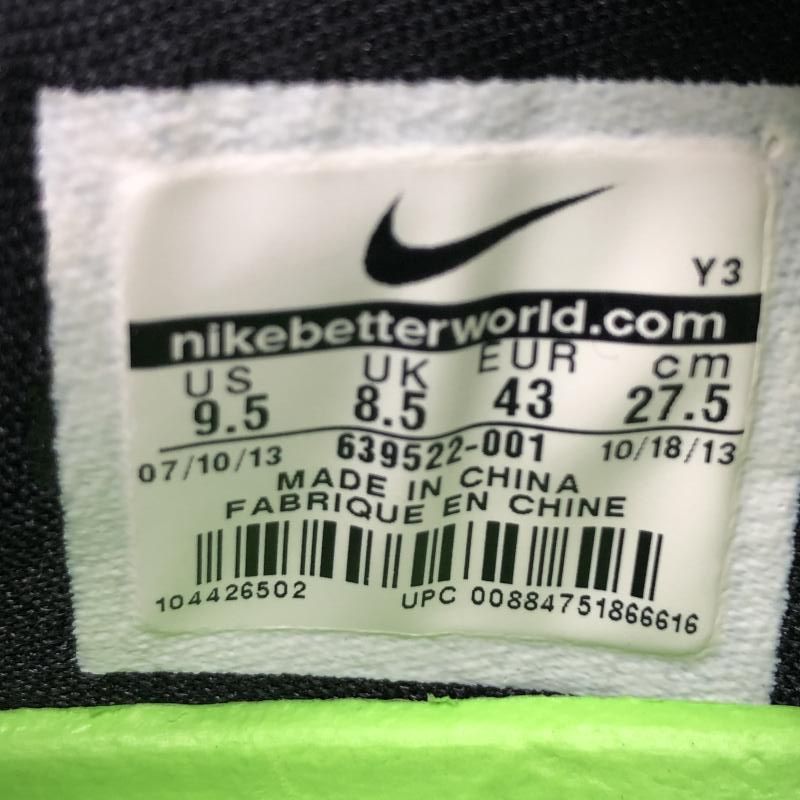 Y3
nikebetterworld.com
US UK EUR cm
9.5 8.5 43 27.5
07/10/13 639522-001 10/18/13
MADE IN CHINA
FABRIQUE EN CHINE
104426502 UPC 00884751866616